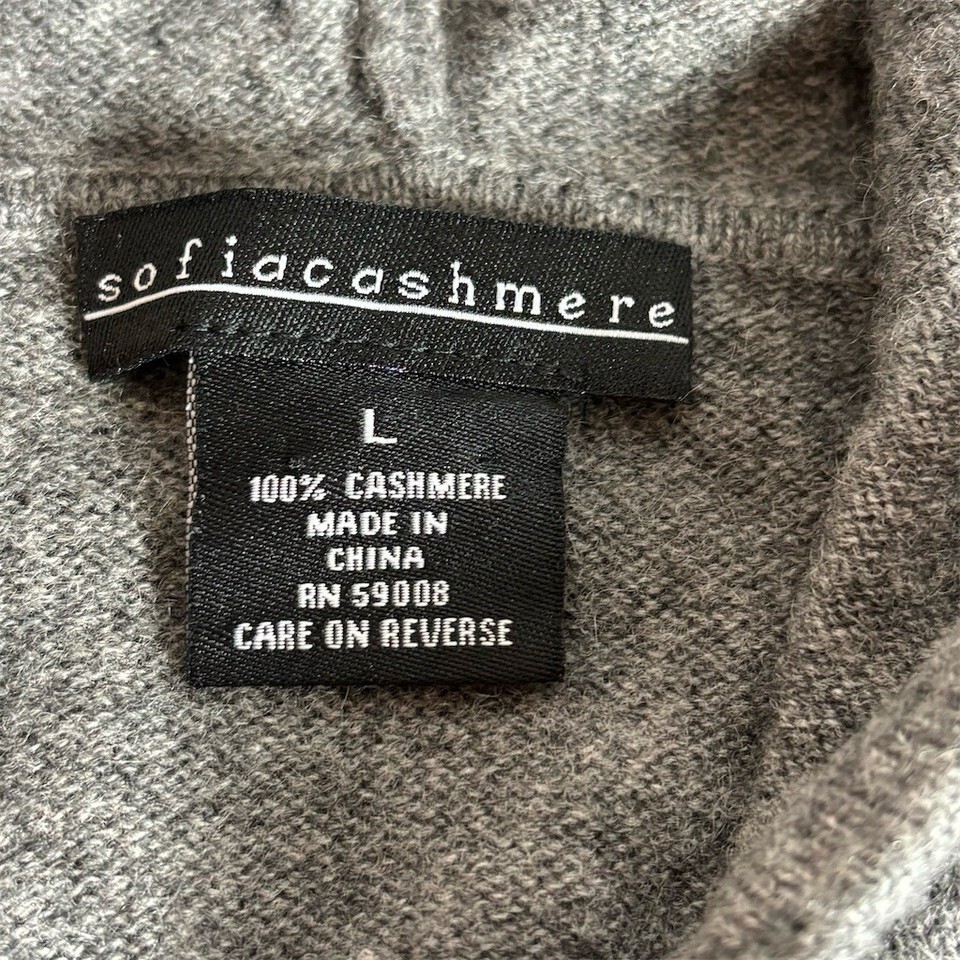 sofiacashmere
L
100% CASHMERE
MADE IN
CHINA
RN 59008
CARE ON REVERSE